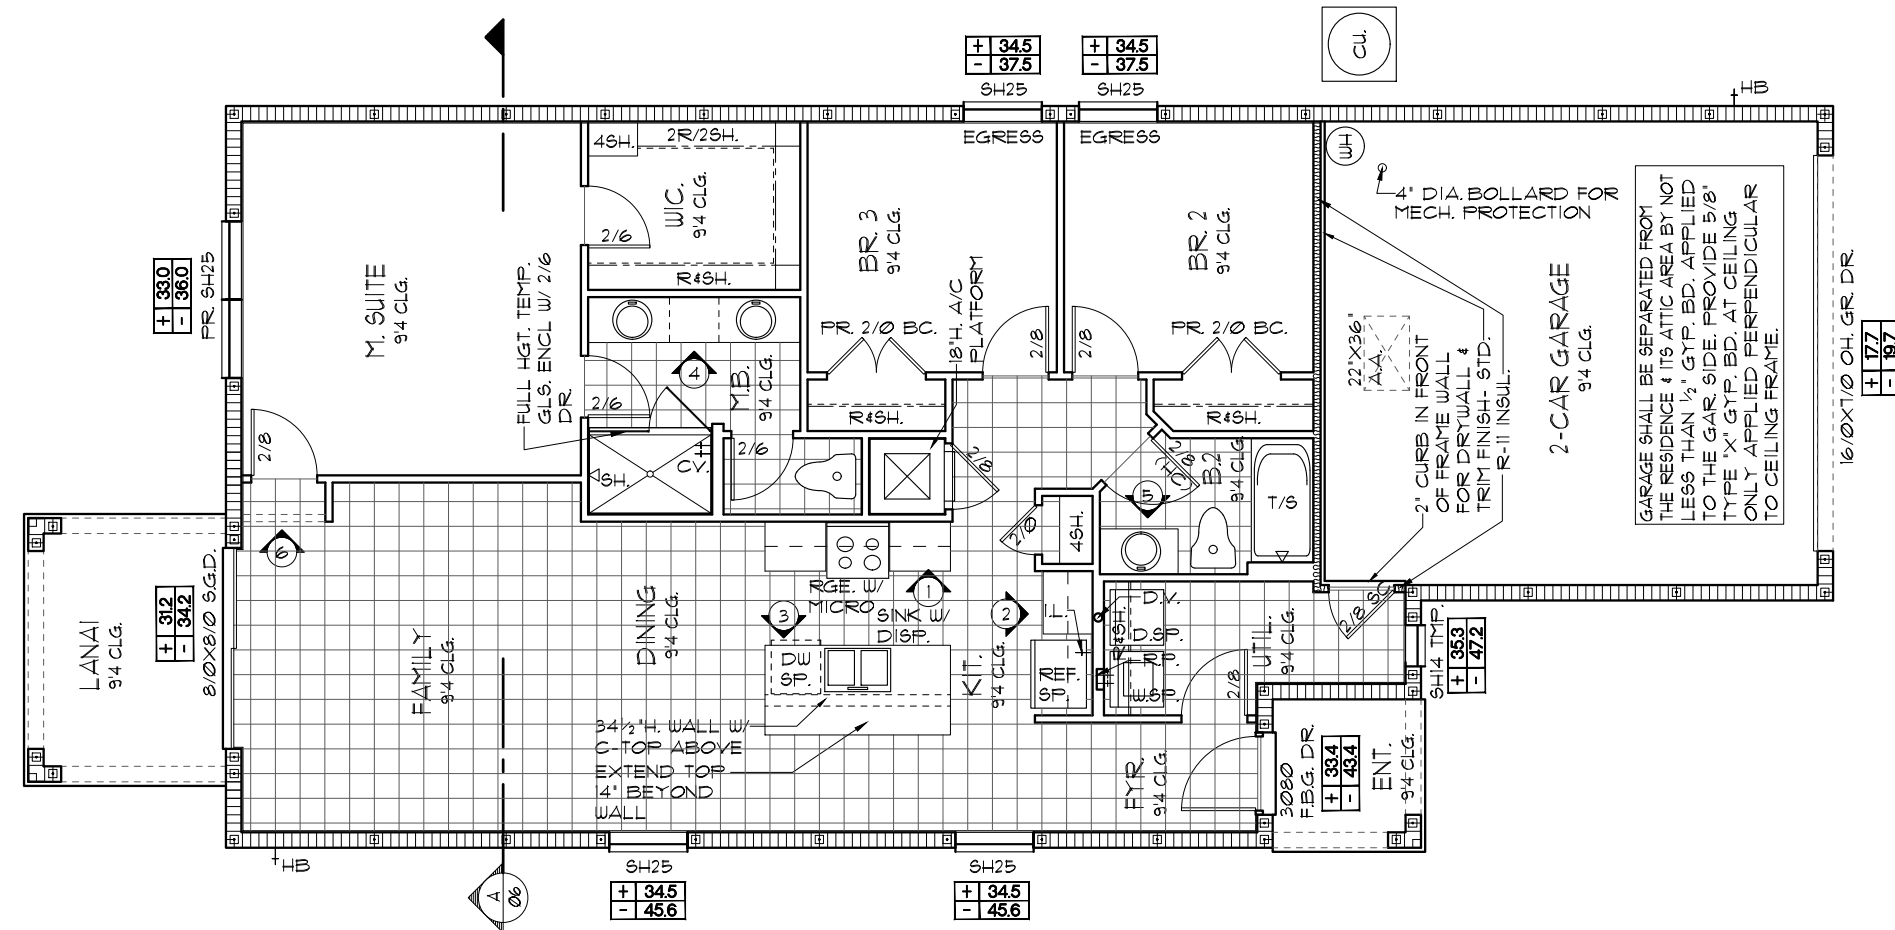 CU.
+ 34.5
- 37.5
SH25
EGRESS
+ 34.5
- 37.5
SH25
EGRESS
HB
WH
4" DIA. BOLLARD FOR
MECH. PROTECTION
4SH.
2R/2SH.
WIC.
9'4 CLG.
2/6
R&SH.
M. SUITE
9'4 CLG.
+ 33.0
- 36.0
PR. SH25
2/8
FULL HGT. TEMP.
GLS. ENCL W/ 2/6
DR.
BR. 3
9'4 CLG.
PR. 2/0 BC.
R&SH.
2/8
18"H. A/C
PLATFORM
BR. 2
9'4 CLG.
PR. 2/0 BC.
R&SH.
2/8
22"X36"
A.A.
2-CAR GARAGE
9'4 CLG.
2" CURB IN FRONT
OF FRAME WALL
FOR DRYWALL &
TRIM FINISH- STD.
R-11 INSUL.
GARAGE SHALL BE SEPARATED FROM
THE RESIDENCE & ITS ATTIC AREA BY NOT
LESS THAN 1/2" GYP. BD. APPLIED
TO THE GAR. SIDE. PROVIDE 5/8"
TYPE "X" GYP. BD. AT CEILING
ONLY APPLIED PERPENDICULAR
TO CEILING FRAME.
16/0X7/0 OH. GR. DR.
+ 17.7
- 19.7
4
M.B.
9'4 CLG.
2/6
SH.
C.V.
2/6
2/8
2/8
B. 2
9'4 CLG.
5
T/S
2/0
4SH.
LANAI
9'4 CLG.
+ 31.2
- 34.2
8/0X8/0 S.G.D.
6
FAMILY
9'4 CLG.
DINING
9'4 CLG.
RGE. W/
MICRO
3
1
SINK W/
DISP.
2
DW
SP.
KIT.
9'4 CLG.
REF.
SP.
D.V.
R&SH.
D.SP.
R.P.
W.SP.
UTIL.
9'4 CLG.
2/8
2/8 SC
SH14 TMP.
+ 35.3
- 47.2
34 1/2"H. WALL W/
C-TOP ABOVE
EXTEND TOP
4" BEYOND
WALL
FYR.
9'4 CLG.
3080
F.B.G. DR.
+ 33.4
- 43.4
ENT.
9'4 CLG.
HB
A
06
SH25
+ 34.5
- 45.6
SH25
+ 34.5
- 45.6